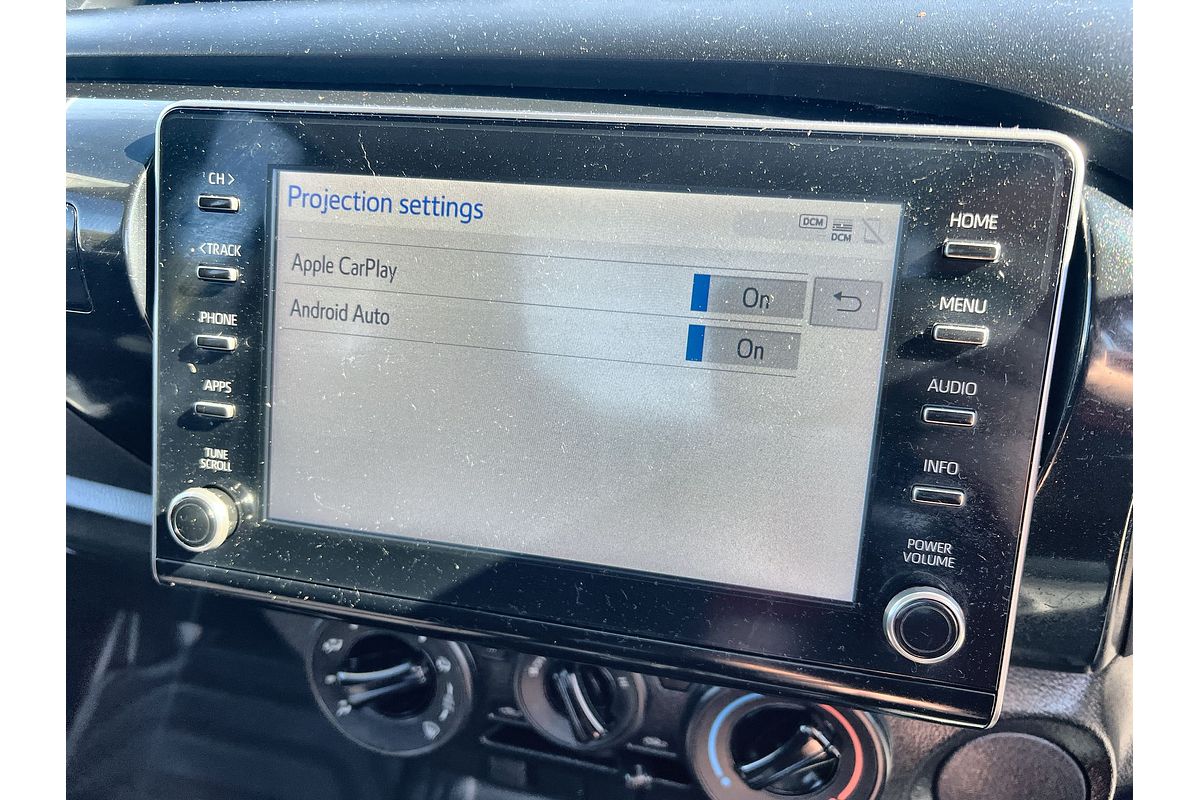 CH >
< TRACK
PHONE
APPS
TUNE
SCROLL
Projection settings
DCM
DCM
Apple CarPlay
On
Android Auto
On
HOME
MENU
AUDIO
INFO
POWER
VOLUME